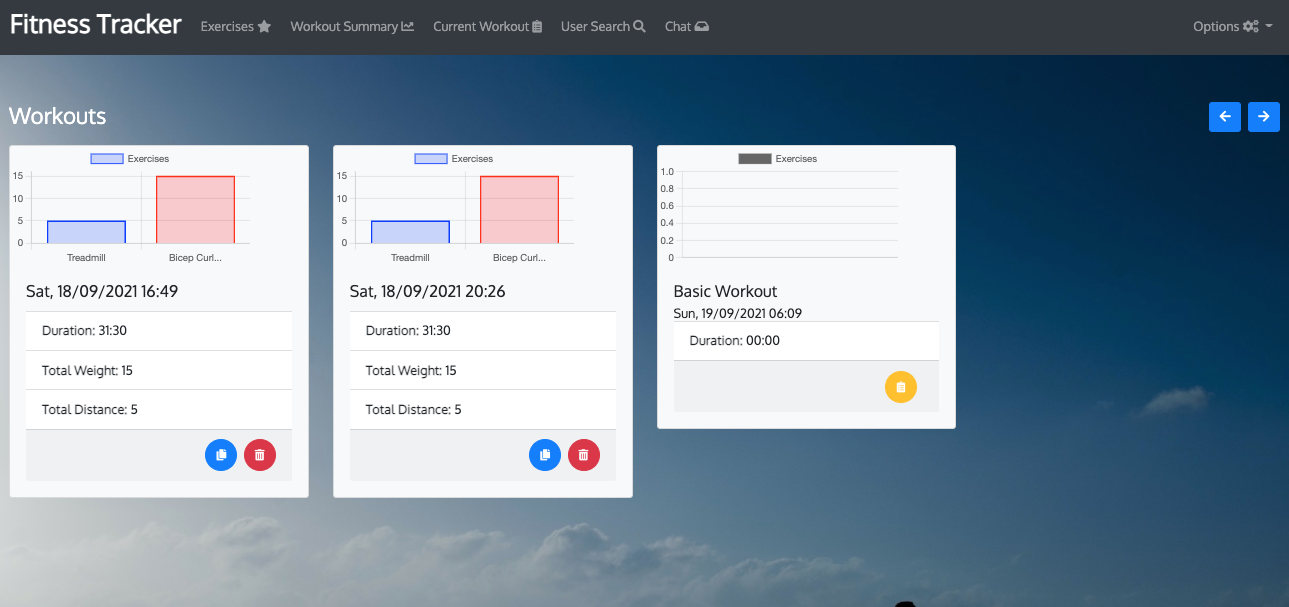 Fitness Tracker Exercises Workout Summary Current Workout User Search Chat Options
Workouts
Exercises
15
10
5
0
Treadmill Bicep Curl...
Sat, 18/09/2021 16:49
Duration: 31:30
Total Weight: 15
Total Distance: 5
Exercises
15
10
5
0
Treadmill Bicep Curl...
Sat, 18/09/2021 20:26
Duration: 31:30
Total Weight: 15
Total Distance: 5
Exercises
1.0
0.8
0.6
0.4
0.2
0
Basic Workout
Sun, 19/09/2021 06:09
Duration: 00:00